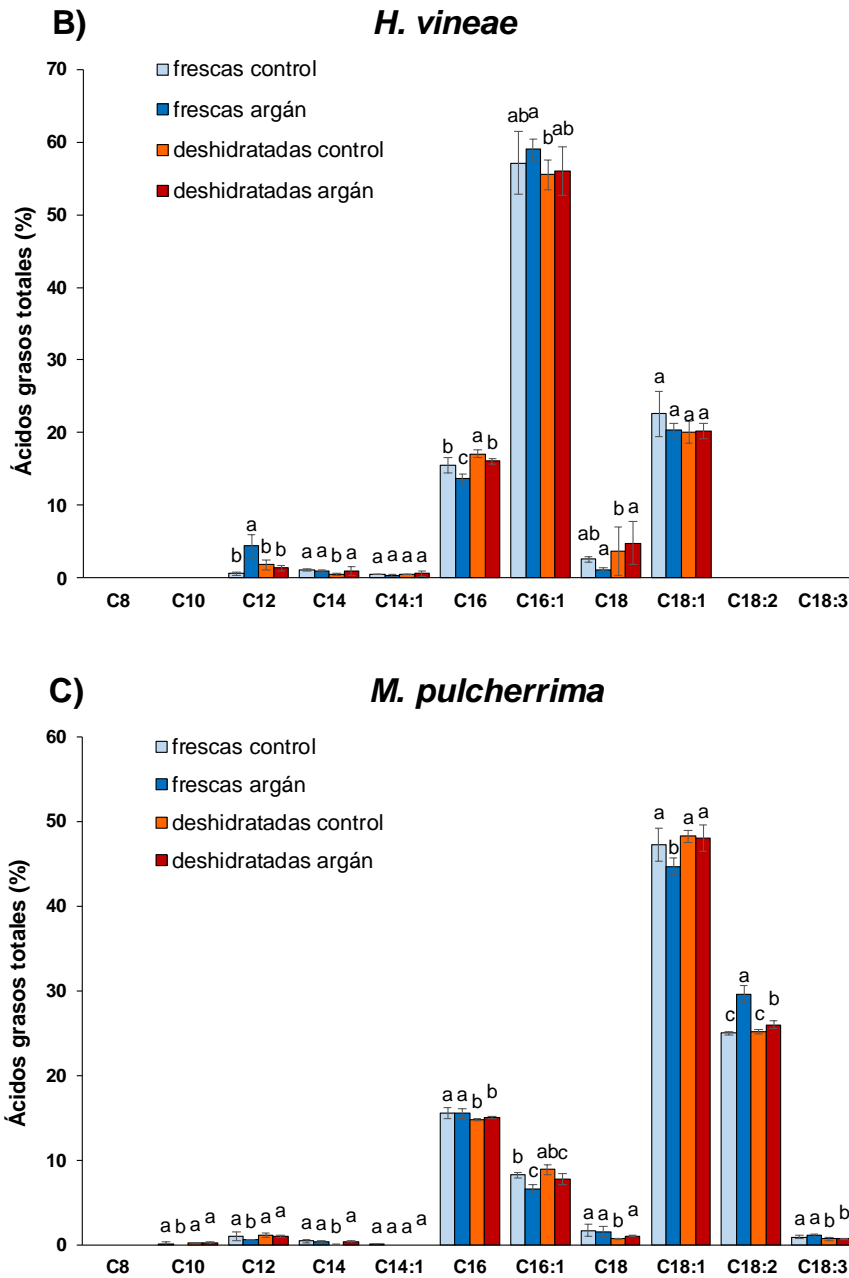 B) H. vineae
Ácidos grasos totales (%)
70
60
50
40
30
20
10
0
frescas control
frescas argán
deshidratadas control
deshidratadas argán
b a b b
a a b a
a a a a
b c a b
ab a b ab
ab a b a
a a a a
C8 C10 C12 C14 C14:1 C16 C16:1 C18 C18:1 C18:2 C18:3
C) M. pulcherrima
Ácidos grasos totales (%)
60
50
40
30
20
10
0
frescas control
frescas argán
deshidratadas control
deshidratadas argán
a b a a
a b a a
a a b a
a a a a
a a b b
b c abc
a a b a
a b a a
c a c b
a a b b
C8 C10 C12 C14 C14:1 C16 C16:1 C18 C18:1 C18:2 C18:3